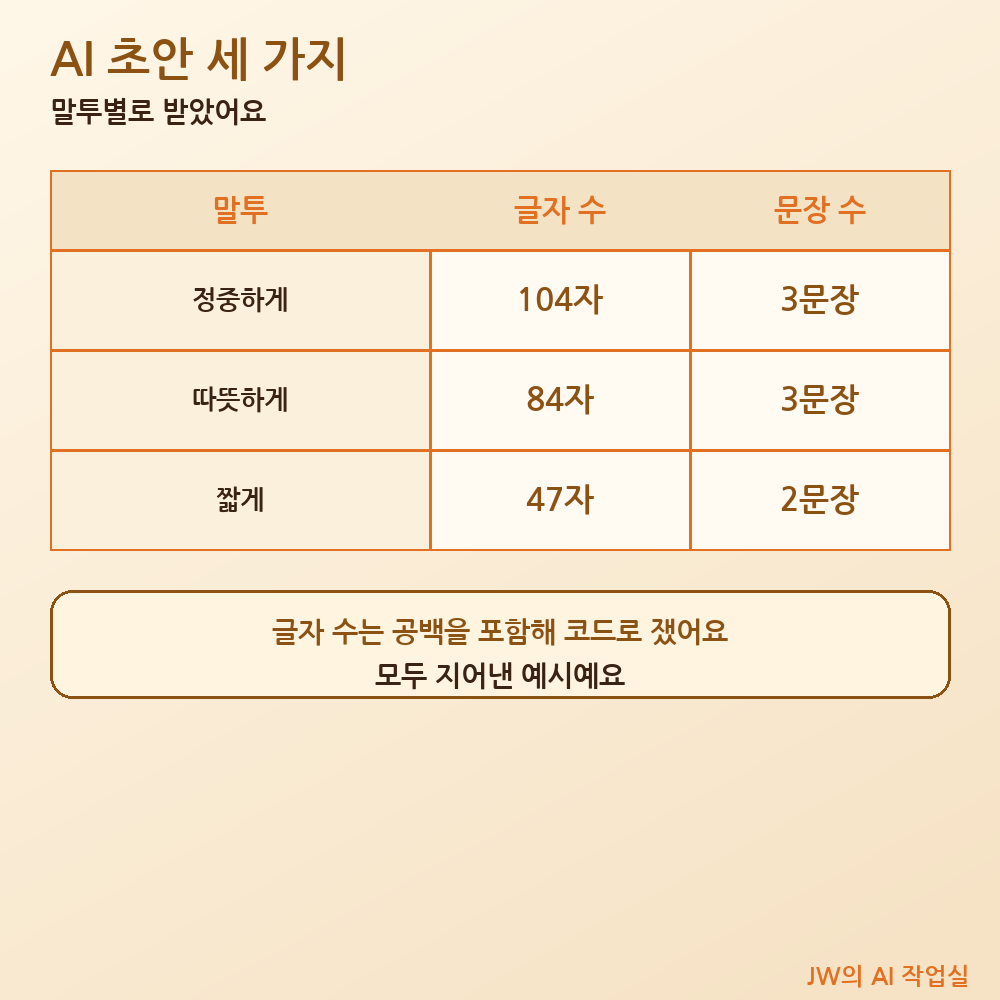 AI 초안 세 가지
말투별로 받았어요
말투 글자 수 문장 수
정중하게 104자 3문장
따뜻하게 84자 3문장
짧게 47자 2문장
글자 수는 공백을 포함해 코드로 쟀어요
모두 지어낸 예시예요
JW의 AI 작업실